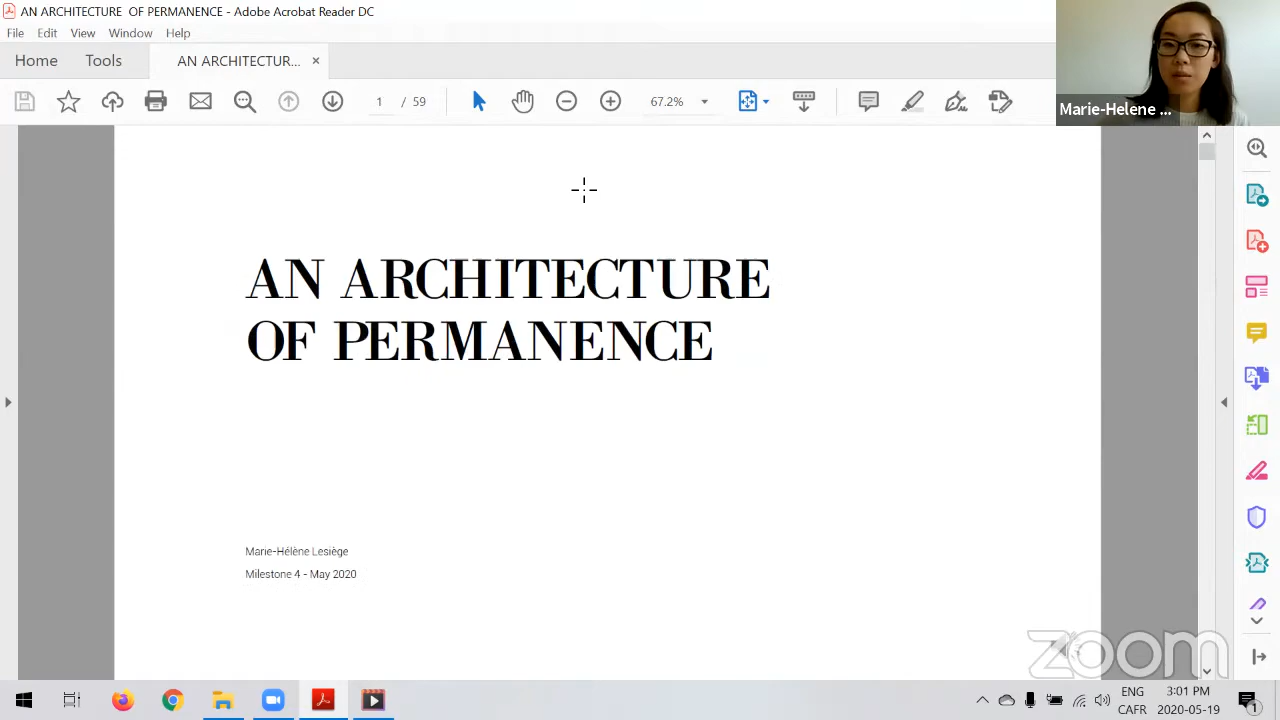 AN ARCHITECTURE  OF PERMANENCE - Adobe Acrobat Reader DC
File Edit View Window Help
Home Tools AN ARCHITECTUR... ×
1 / 59 67.2%
Marie-Helene ...
AN ARCHITECTURE
OF PERMANENCE
Marie-Hélène Lesiège
Milestone 4 - May 2020
zoom
ENG 3:01 PM
CAFR 2020-05-19 1